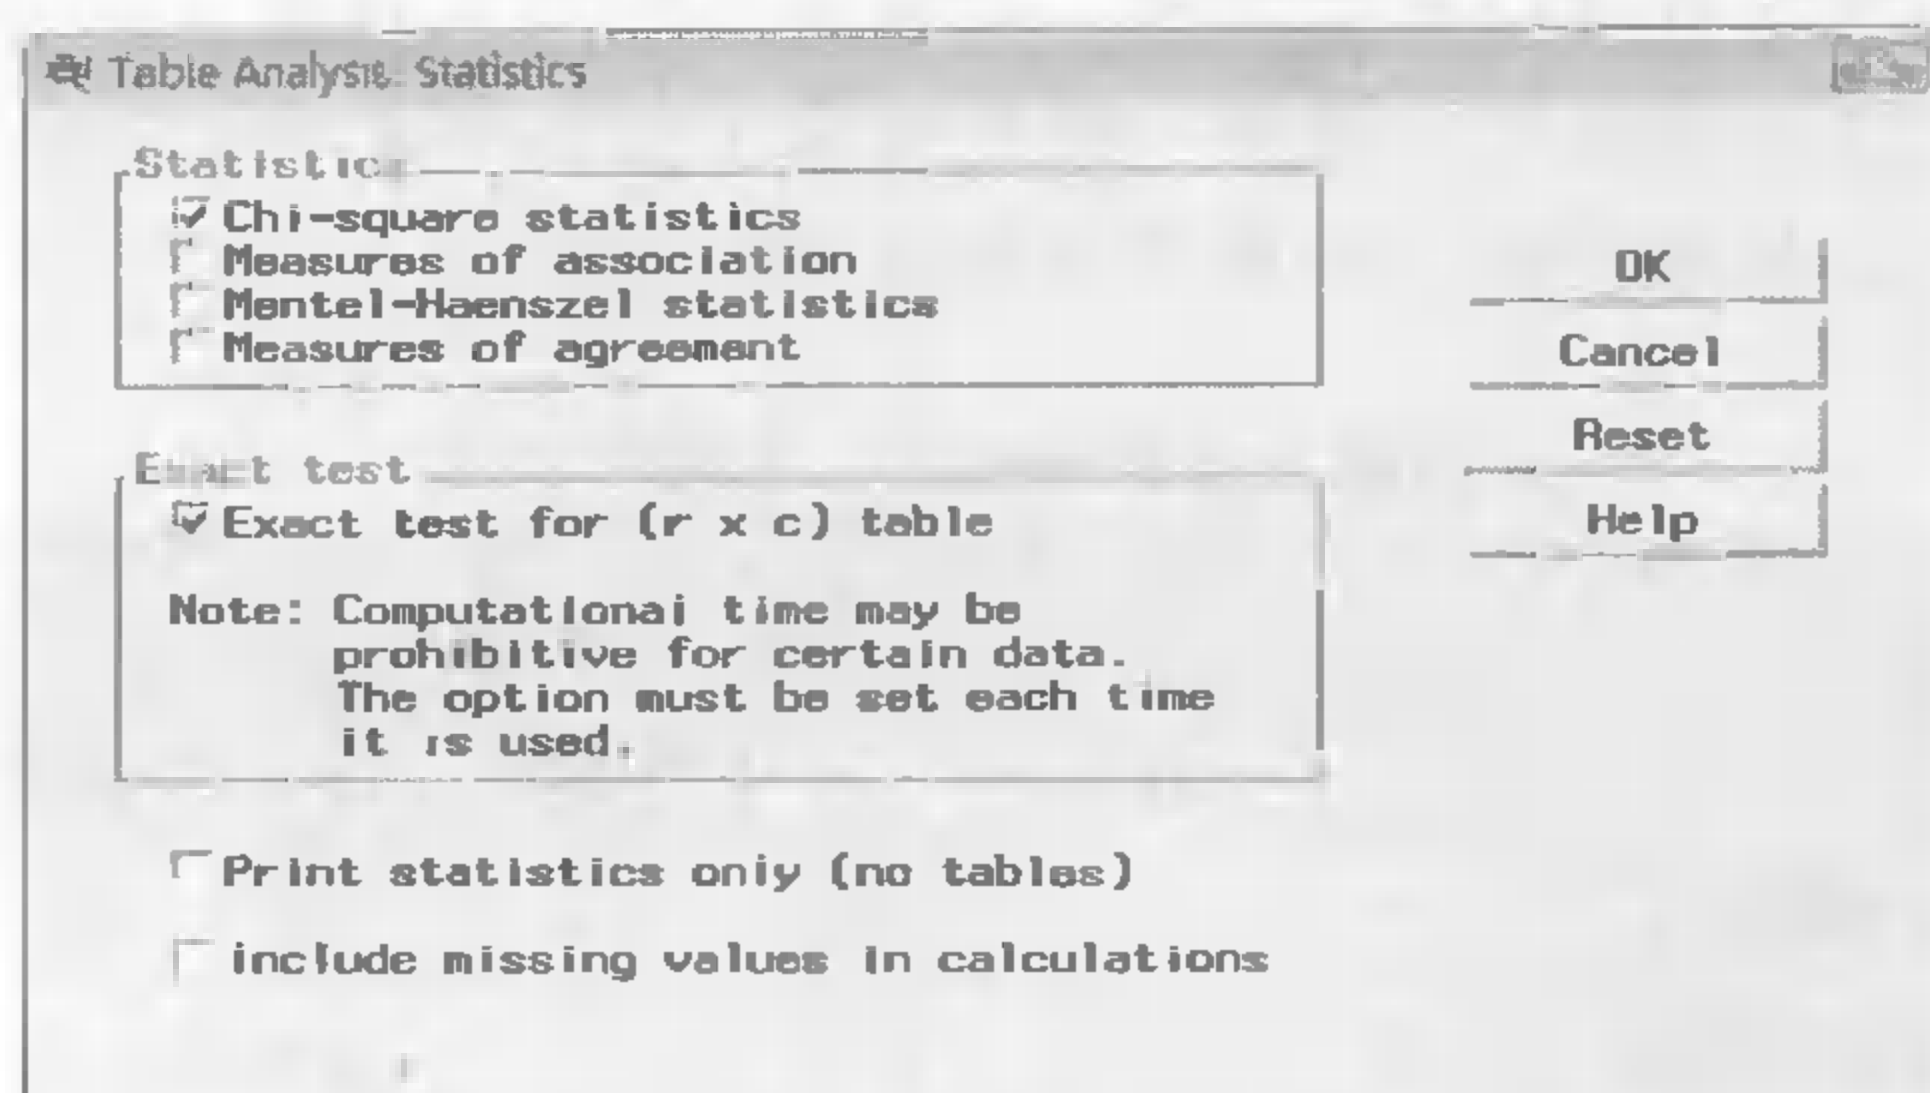 Table Analysis: Statistics
Statistics
Chi-square statistics
Measures of association
Mantel-Haenszel statistics
Measures of agreement
OK
Cancel
Reset
Help
Exact test
Exact test for (r x c) table
Note: Computational time may be
prohibitive for certain data.
The option must be set each time
it is used.
Print statistics only (no tables)
include missing values in calculations